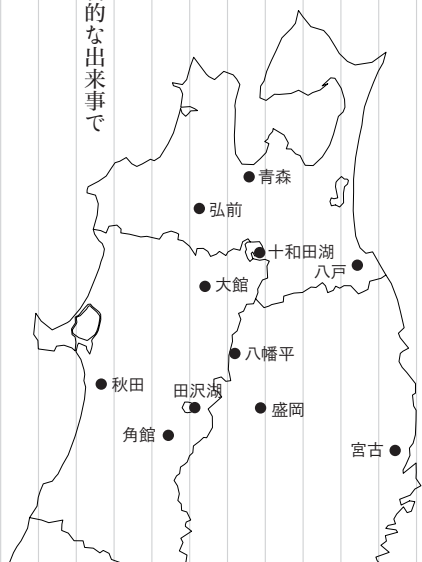 的な出来事で
青森
弘前
十和田湖
八戸
大館
八幡平
秋田
田沢湖
盛岡
角館
宮古